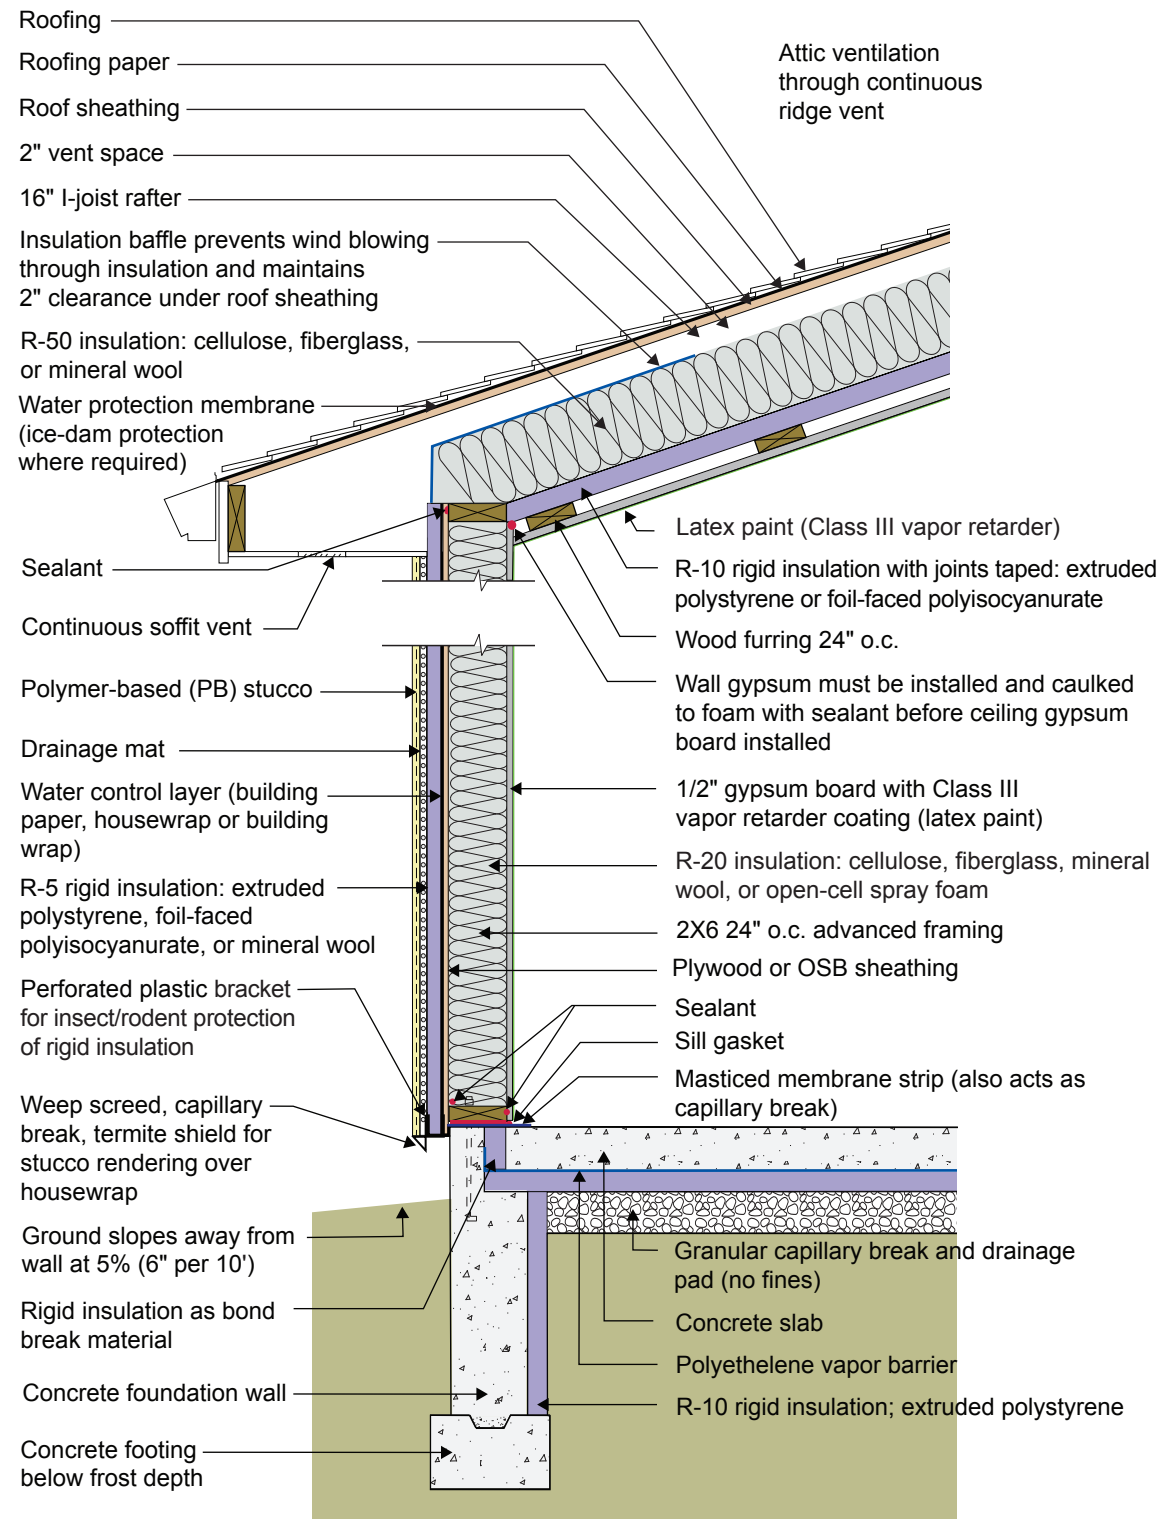 Roofing
Roofing paper
Roof sheathing
2" vent space
16" I-joist rafter
Insulation baffle prevents wind blowing
through insulation and maintains
2" clearance under roof sheathing
R-50 insulation: cellulose, fiberglass,
or mineral wool
Water protection membrane
(ice-dam protection
where required)
Sealant
Continuous soffit vent
Polymer-based (PB) stucco
Drainage mat
Water control layer (building
paper, housewrap or building
wrap)
R-5 rigid insulation: extruded
polystyrene, foil-faced
polyisocyanurate, or mineral wool
Perforated plastic bracket
for insect/rodent protection
of rigid insulation
Weep screed, capillary
break, termite shield for
stucco rendering over
housewrap
Ground slopes away from
wall at 5% (6" per 10')
Rigid insulation as bond
break material
Concrete foundation wall
Concrete footing
below frost depth
Attic ventilation
through continuous
ridge vent
Latex paint (Class III vapor retarder)
R-10 rigid insulation with joints taped: extruded
polystyrene or foil-faced polyisocyanurate
Wood furring 24" o.c.
Wall gypsum must be installed and caulked
to foam with sealant before ceiling gypsum
board installed
1/2" gypsum board with Class III
vapor retarder coating (latex paint)
R-20 insulation: cellulose, fiberglass, mineral
wool, or open-cell spray foam
2X6 24" o.c. advanced framing
Plywood or OSB sheathing
Sealant
Sill gasket
Masticed membrane strip (also acts as
capillary break)
Granular capillary break and drainage
pad (no fines)
Concrete slab
Polyethelene vapor barrier
R-10 rigid insulation; extruded polystyrene